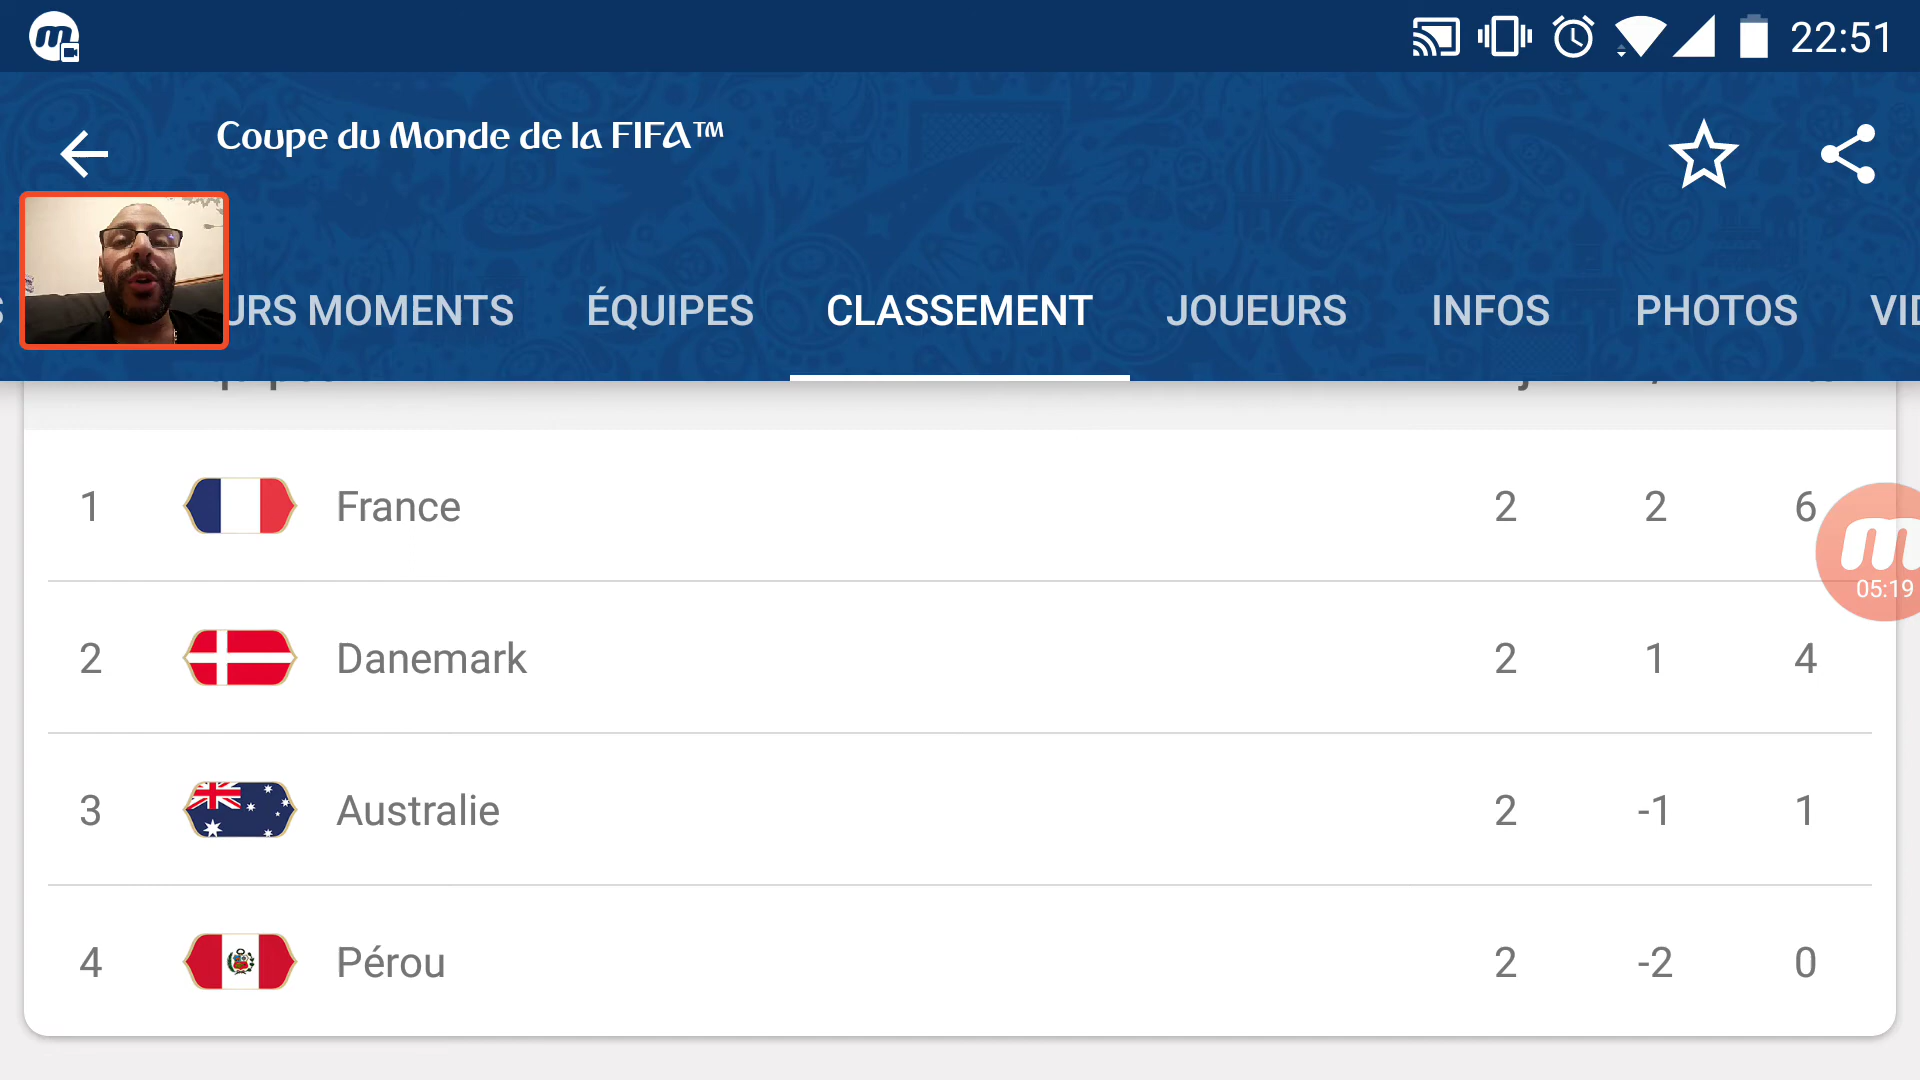 22:51
Coupe du Monde de la FIFA™
URS MOMENTS ÉQUIPES CLASSEMENT JOUEURS INFOS PHOTOS VID
1 France 2 2 6
05:19
2 Danemark 2 1 4
3 Australie 2 -1 1
4 Pérou 2 -2 0